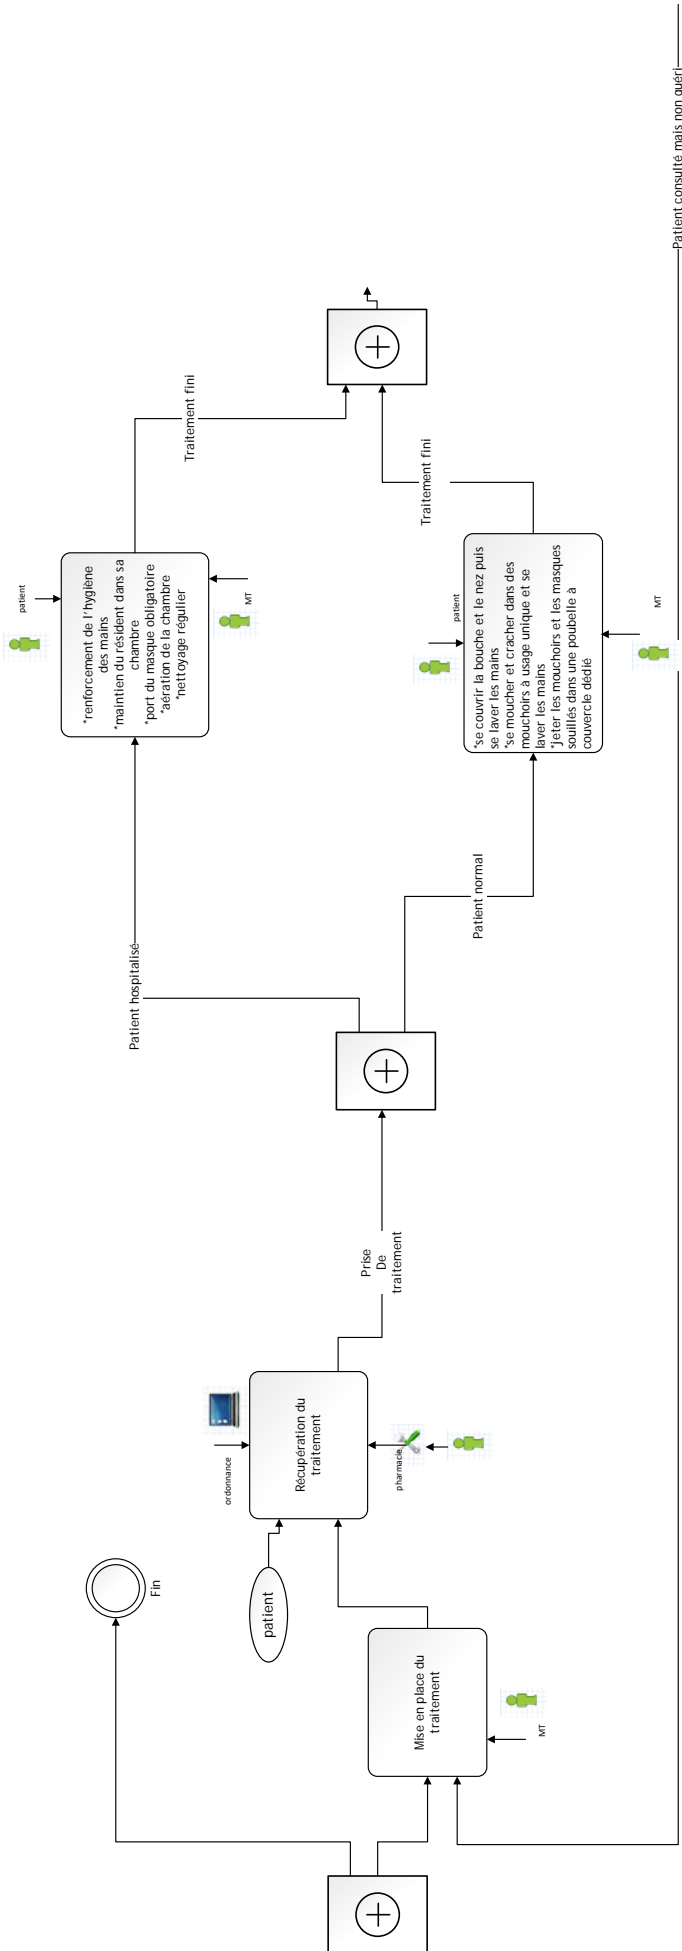 Fin
Mise en place du
traitement
MT
patient
Récupération du
traitement
ordonnance
pharmacie
Prise
De
traitement
Patient hospitalisé
Patient normal
*renforcement de l'hygiène
des mains
*maintien du résident dans sa
chambre
*port du masque obligatoire
*aération de la chambre
*nettoyage régulier
patient
MT
*se couvrir la bouche et le nez puis
se laver les mains
*se moucher et cracher dans des
mouchoirs à usage unique et se
laver les mains
*jeter les mouchoirs et les masques
souillés dans une poubelle à
couvercle dédié
patient
MT
Traitement fini
Traitement fini
Patient consulté mais non guéri